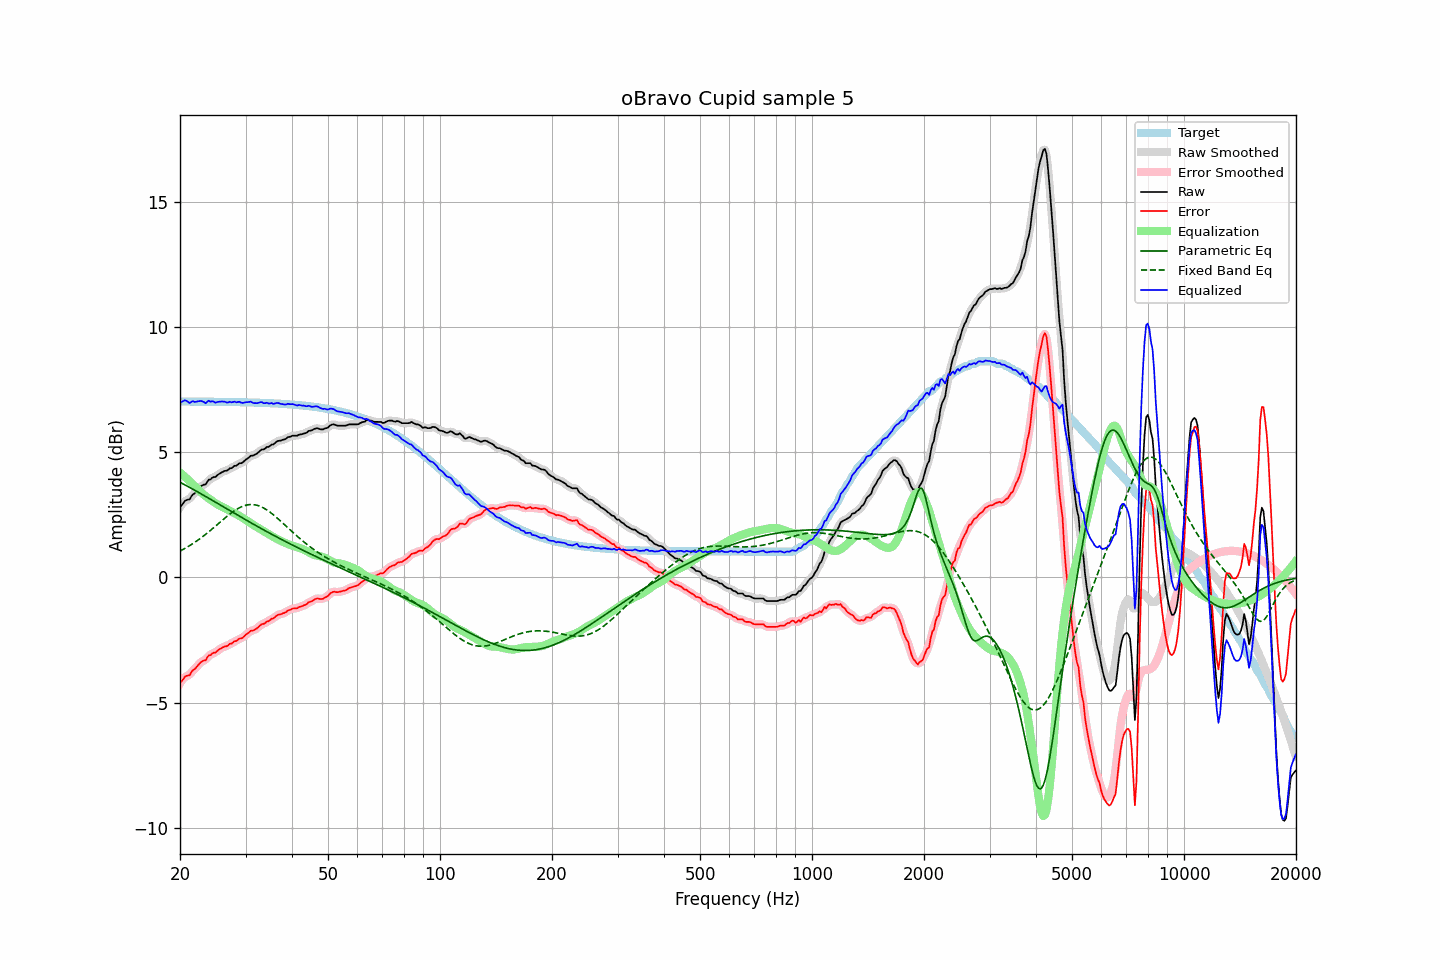 oBravo Cupid sample 5
Target
Raw Smoothed
Error Smoothed
Raw
Error
Equalization
Parametric Eq
Fixed Band Eq
Equalized
Amplitude (dBr)
15
10
5
0
−5
−10
20 50 100 200 500 1000 2000 5000 10000 20000
Frequency (Hz)